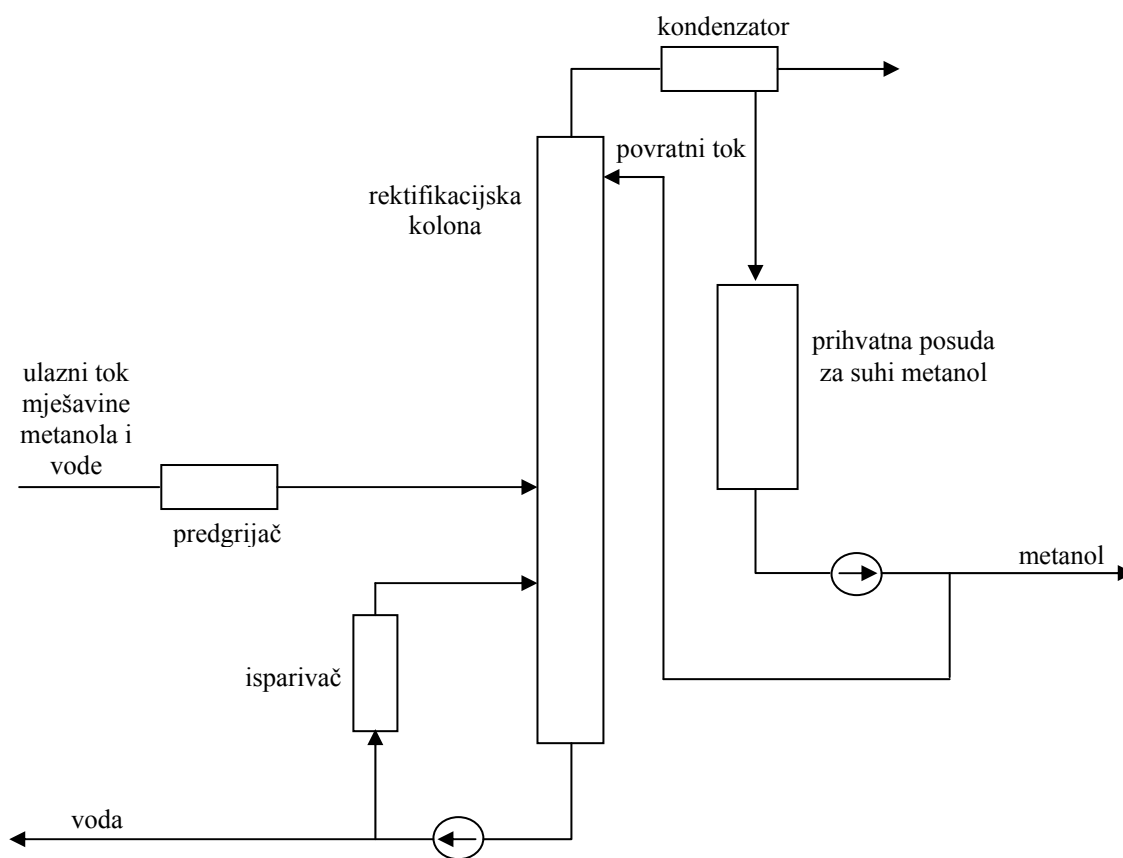 kondenzator
povratni tok
rektifikacijska
kolona
prihvatna posuda
za suhi metanol
ulazni tok
mješavine
metanola i
vode
predgrijač
metanol
isparivač
voda